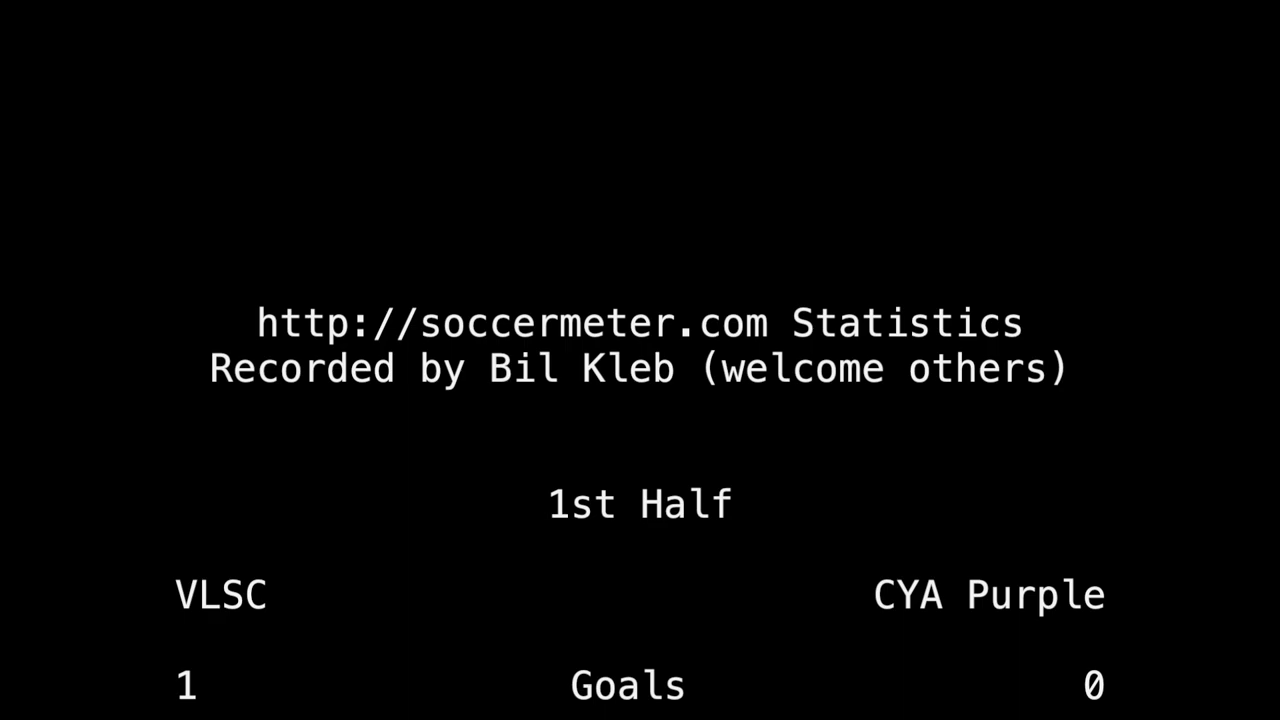 http://soccermeter.com Statistics
Recorded by Bil Kleb (welcome others)
1st Half
VLSC CYA Purple
1 Goals 0